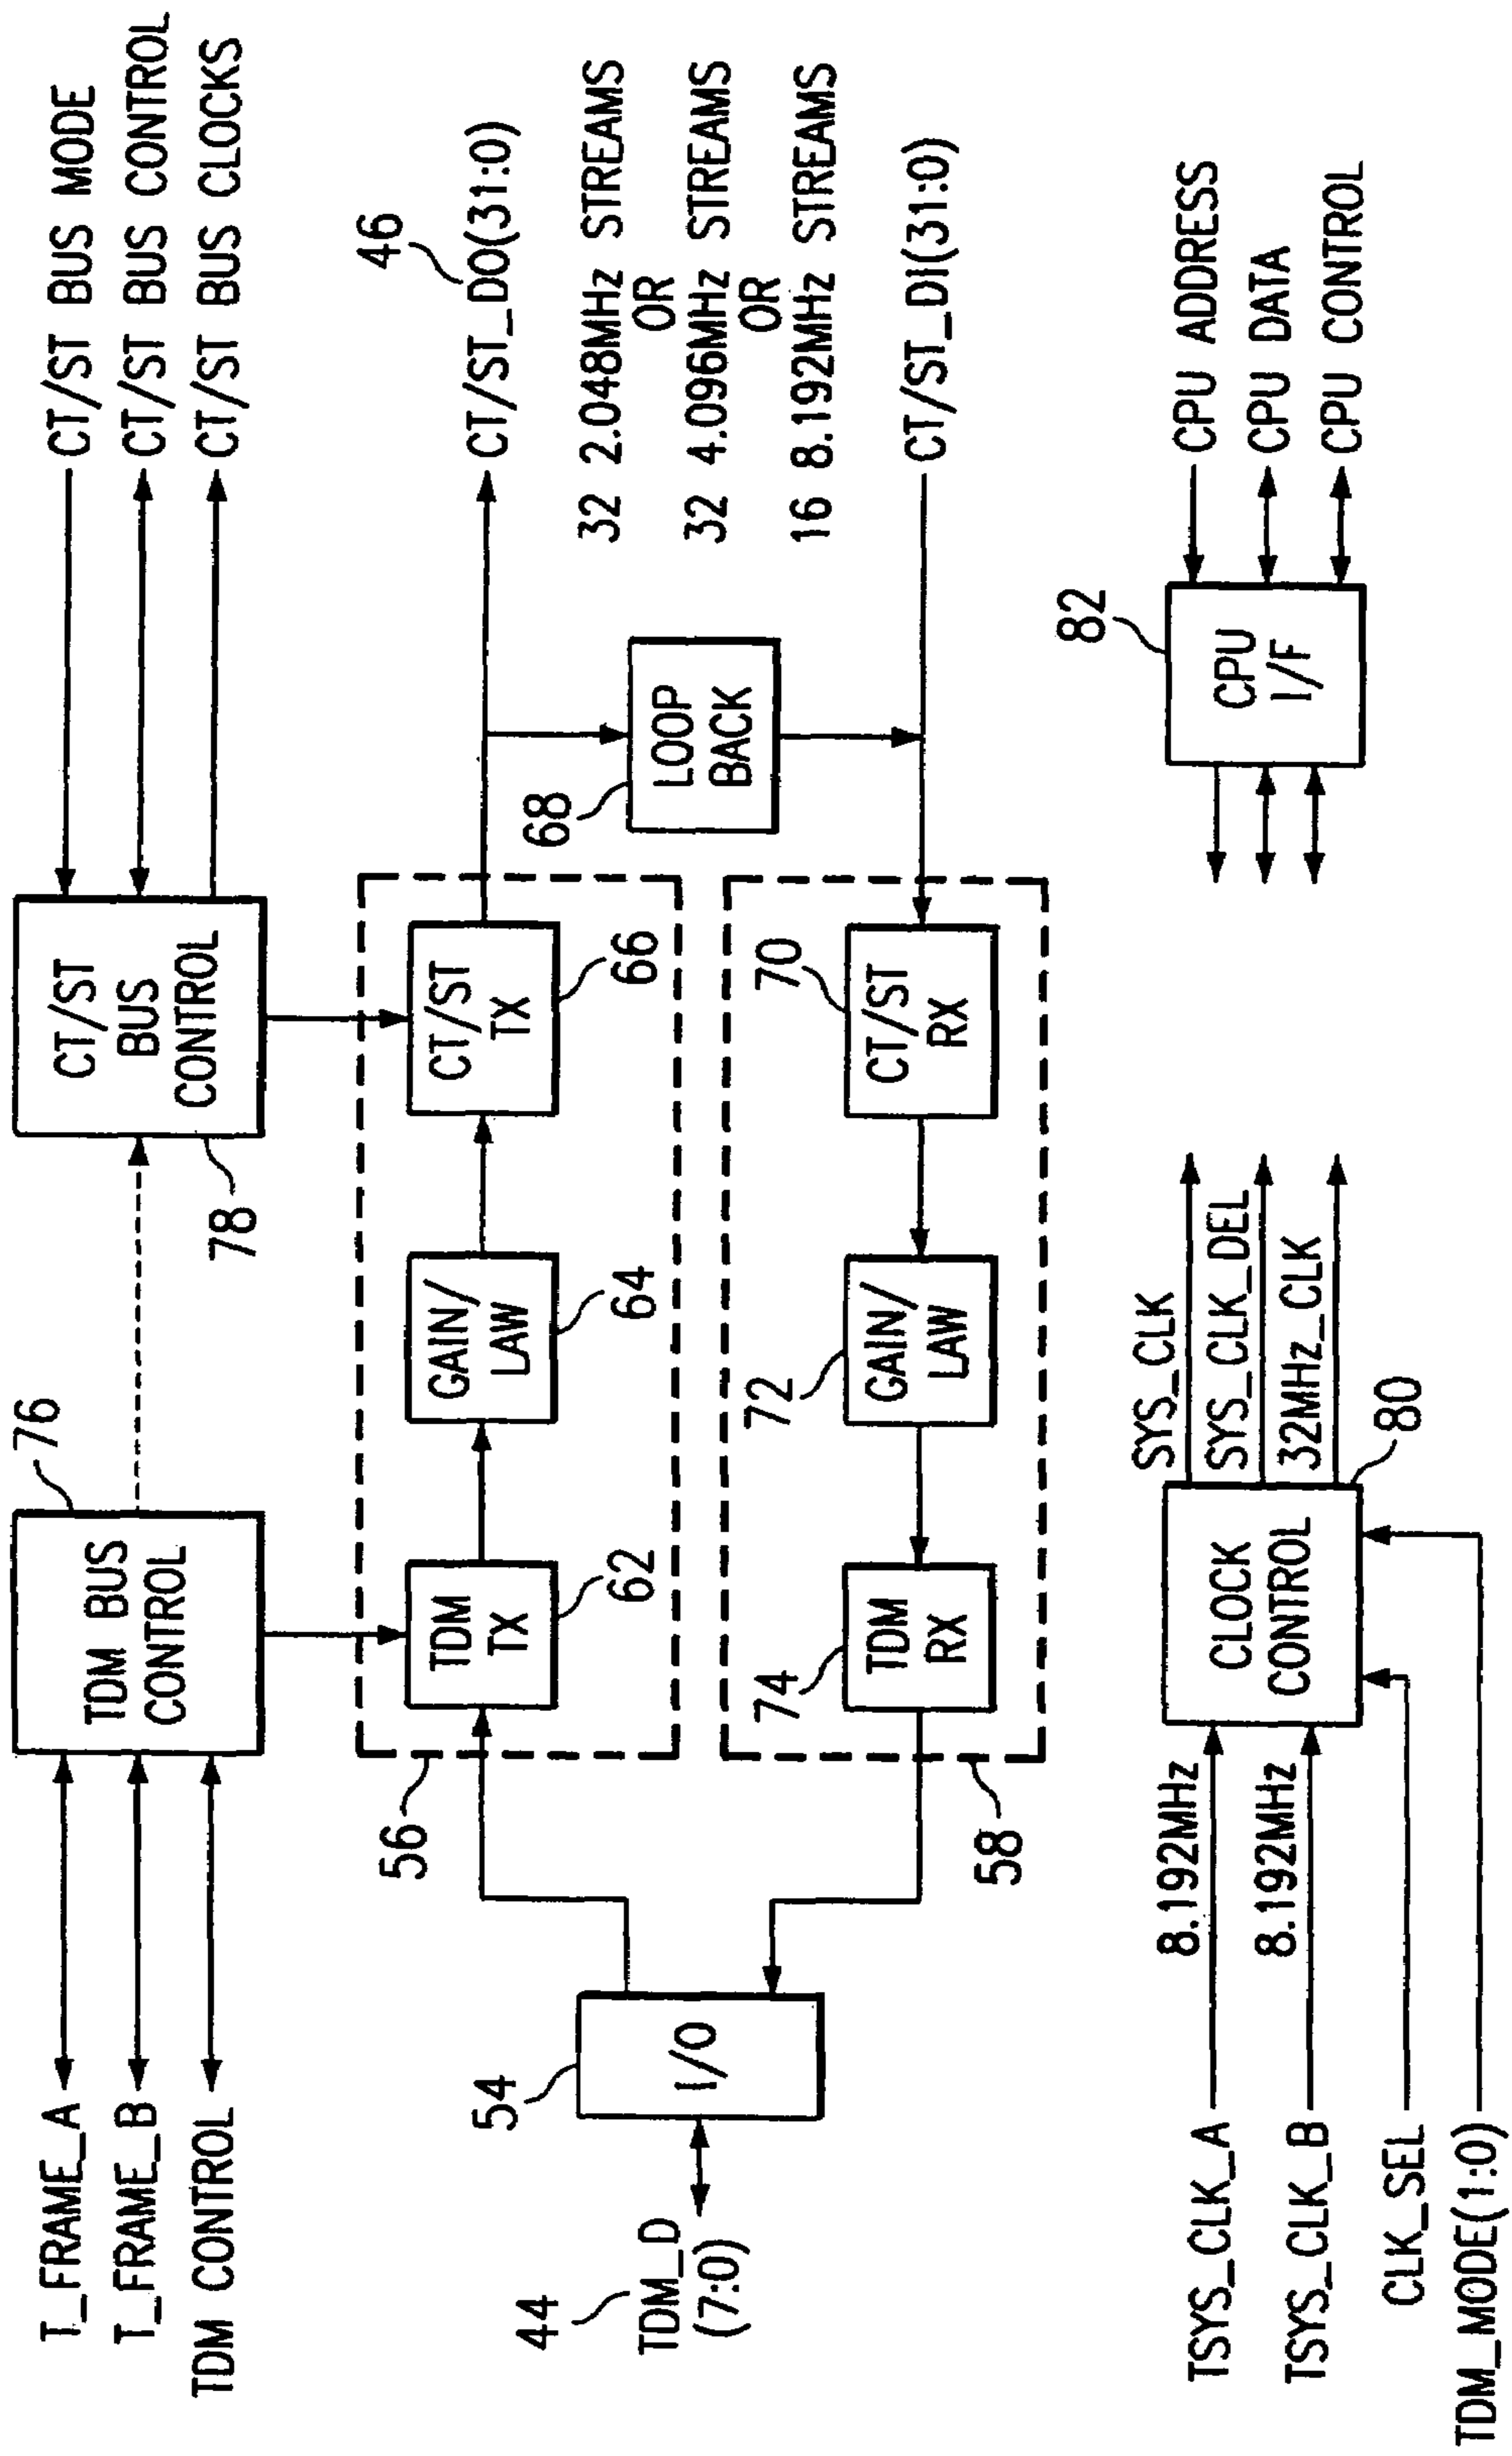 T_FRAME_A
T_FRAME_B
TDM CONTROL
76
TDM BUS
CONTROL
78
CT/ST
BUS
CONTROL
CT/ST BUS MODE
CT/ST BUS CONTROL
CT/ST BUS CLOCKS
44
TDM_D
(7:0)
54
I/O
56
TDM
TX
62
GAIN/
LAW
64
CT/ST
TX
66
68
LOOP
BACK
46
CT/ST_DO(31:0)
32 2.048MHz STREAMS
OR
32 4.096MHz STREAMS
OR
16 8.192MHz STREAMS
CT/ST_DI(31:0)
58
74
TDM
RX
72
GAIN/
LAW
70
CT/ST
RX
TSYS_CLK_A
8.192MHz
TSYS_CLK_B
8.192MHz
CLK_SEL
TDM_MODE(1:0)
CLOCK
CONTROL
80
SYS_CLK
SYS_CLK_DEL
32MHz_CLK
82
CPU
I/F
CPU ADDRESS
CPU DATA
CPU CONTROL